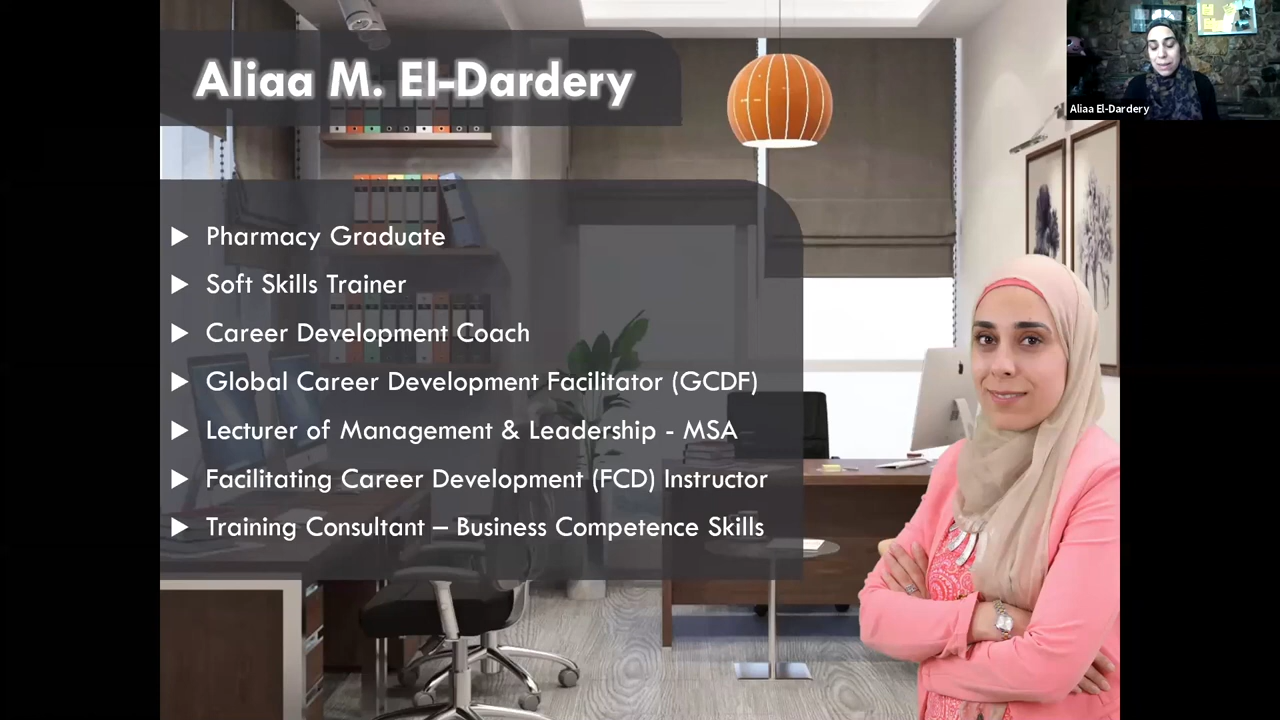 Aliaa M. El-Dardery
Aliaa El-Dardery
▶ Pharmacy Graduate
▶ Soft Skills Trainer
▶ Career Development Coach
▶ Global Career Development Facilitator (GCDF)
▶ Lecturer of Management & Leadership - MSA
▶ Facilitating Career Development (FCD) Instructor
▶ Training Consultant – Business Competence Skills